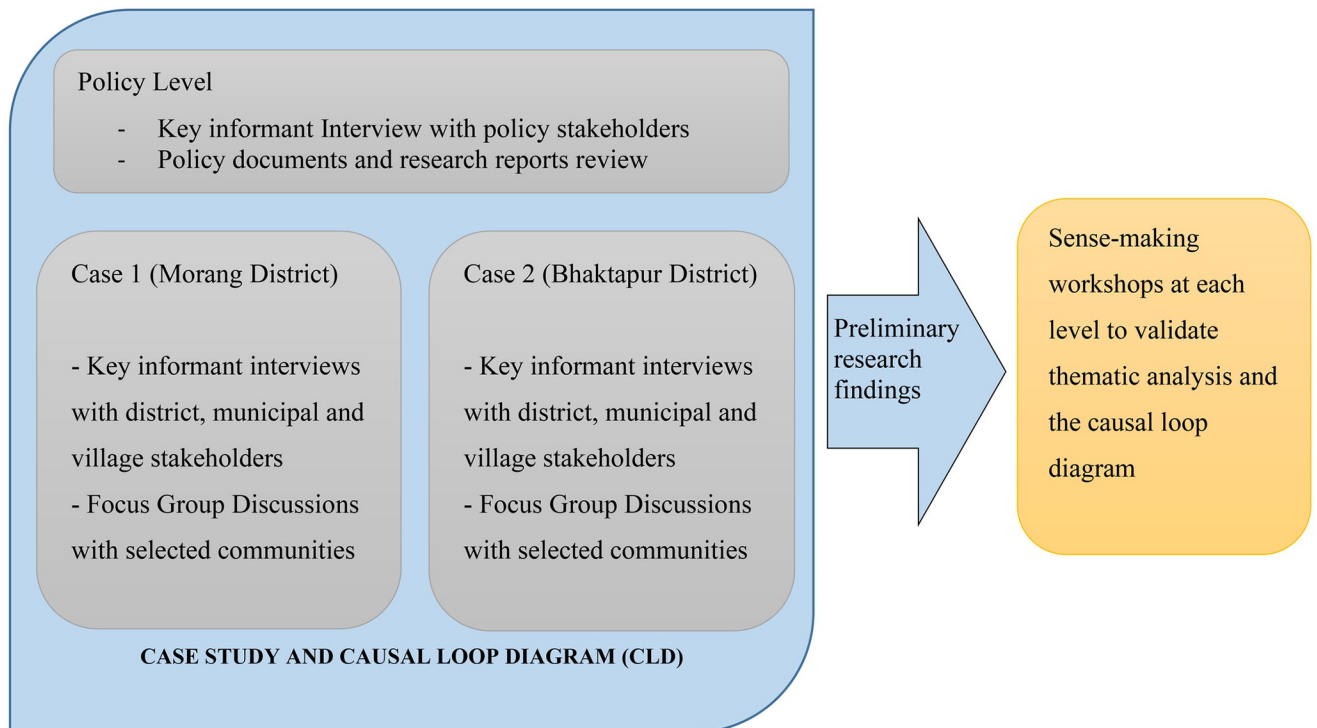 Policy Level
- Key informant Interview with policy stakeholders
- Policy documents and research reports review
Case 1 (Morang District)
- Key informant interviews
with district, municipal and
village stakeholders
- Focus Group Discussions
with selected communities
Case 2 (Bhaktapur District)
- Key informant interviews
with district, municipal and
village stakeholders
- Focus Group Discussions
with selected communities
CASE STUDY AND CAUSAL LOOP DIAGRAM (CLD)
Preliminary
research
findings
Sense-making
workshops at each
level to validate
thematic analysis and
the causal loop
diagram